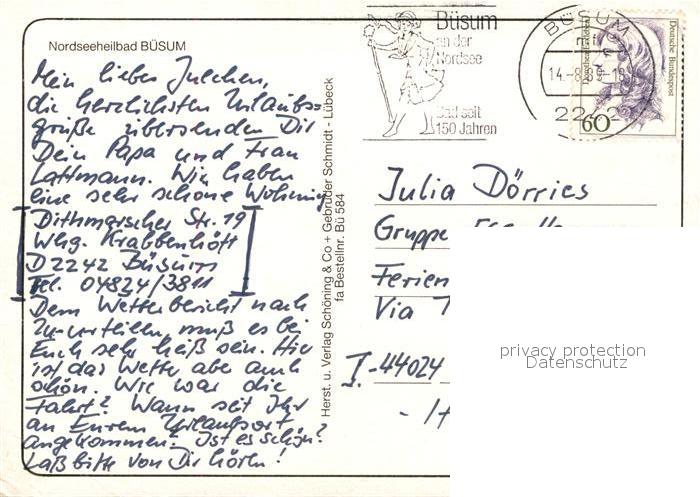 Nordseeheilbad BÜSUM
Mein liebes Julchen,
die herzlichsten Urlaubs-
grüße übersenden Dir
Dein Papa und Frau
Lattmann. Wir haben
eine sehr schöne Wohnung
Dithmarscher Str. 19
Whg. Krabbenhöft
D2242 Büsum
Tel. 04824/3811
Dem Wetterbericht nach
zu urteilen, muß es bei
Euch sehr heiß sein. Hier
ist das Wetter aber auch
schön. Wie war die
Fahrt? Wann seit Ihr
an Eurem Urlaubsort
angekommen? Ist es schön?
Laß bitte von Dir hören!
Herst. u. Verlag Schöning & Co + Gebrüder Schmidt - Lübeck
fa Bestellnr. Bü 584
Büsum
an der
Nordsee
Bad seit
150 Jahren
BÜSUM
14.-8.89-18
2242
Deutsche Bundespost
60
Julia Dörries
Gruppe
Ferien
Via
I-44024
privacy protection
Datenschutz